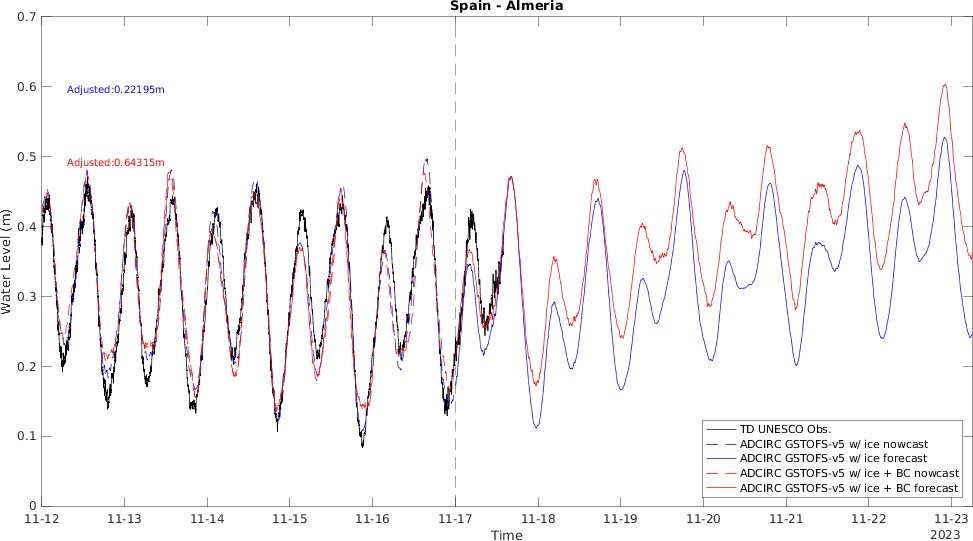 Spain - Almeria
0.7
0.6
0.5
0.4
0.3
0.2
0.1
0
Water Level (m)
Adjusted:0.22195m
Adjusted:0.64315m
TD UNESCO Obs.
ADCIRC GSTOFS-v5 w/ ice nowcast
ADCIRC GSTOFS-v5 w/ ice forecast
ADCIRC GSTOFS-v5 w/ ice + BC nowcast
ADCIRC GSTOFS-v5 w/ ice + BC forecast
11-12 11-13 11-14 11-15 11-16 11-17 11-18 11-19 11-20 11-21 11-22 11-23
Time
2023